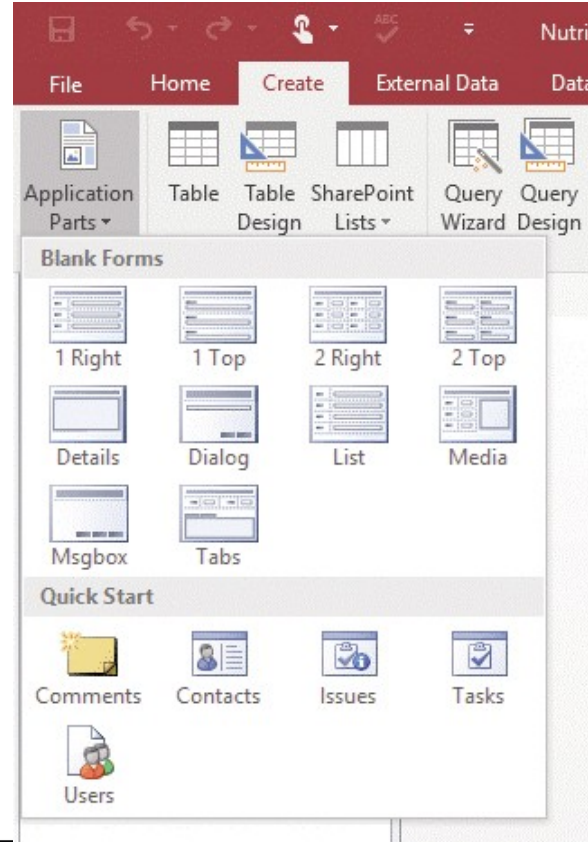 ABC
Nutri
File Home Create External Data Data
Application Parts Table Table Design SharePoint Lists Query Wizard Query Design
Blank Forms
1 Right 1 Top 2 Right 2 Top
Details Dialog List Media
Msgbox Tabs
Quick Start
Comments Contacts Issues Tasks
Users